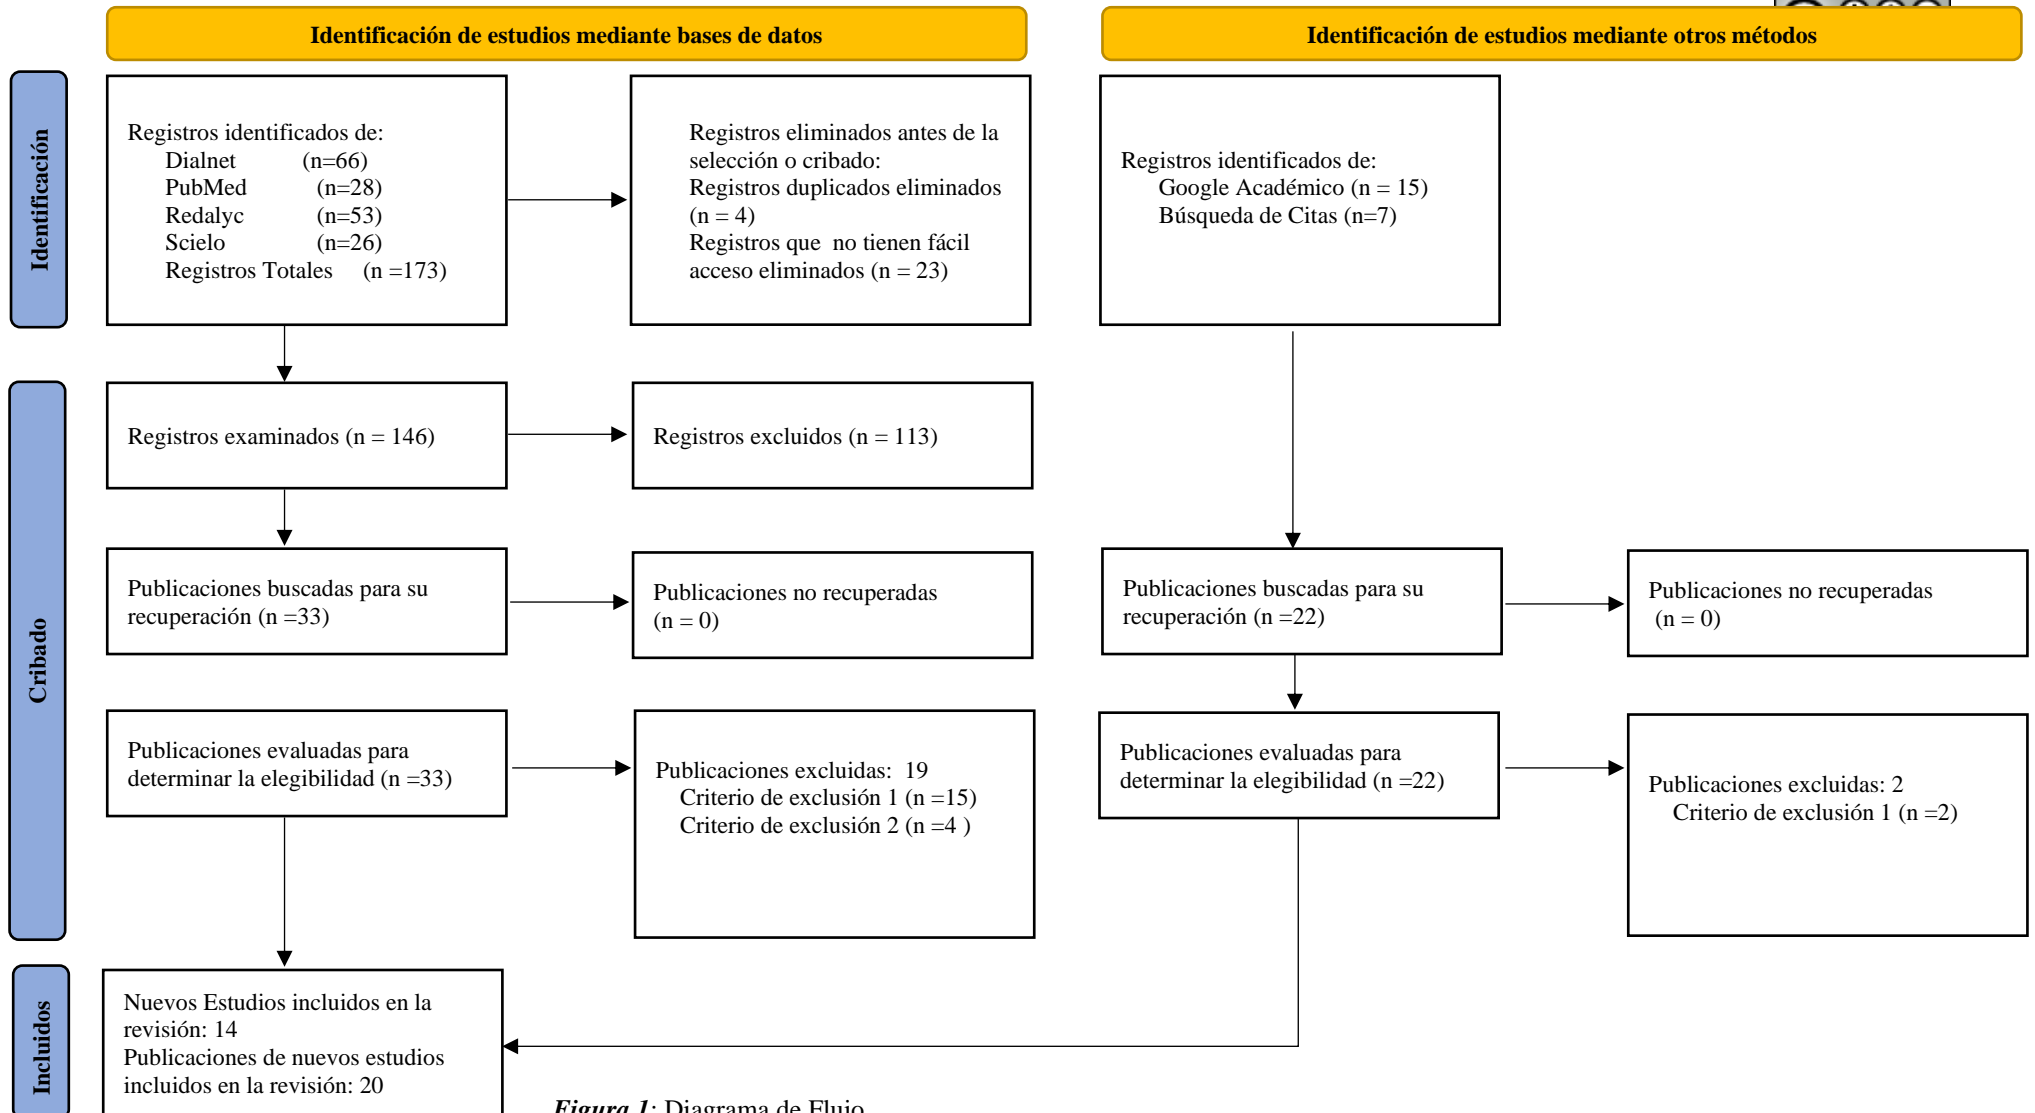 Identificación de estudios mediante bases de datos
Identificación de estudios mediante otros métodos
Identificación
Registros identificados de:
Dialnet (n=66)
PubMed (n=28)
Redalyc (n=53)
Scielo (n=26)
Registros Totales (n =173)
Registros eliminados antes de la
selección o cribado:
Registros duplicados eliminados
(n = 4)
Registros que no tienen fácil
acceso eliminados (n = 23)
Registros identificados de:
Google Académico (n = 15)
Búsqueda de Citas (n=7)
Cribado
Registros examinados (n = 146)
Registros excluidos (n = 113)
Publicaciones buscadas para su
recuperación (n =33)
Publicaciones no recuperadas
(n = 0)
Publicaciones buscadas para su
recuperación (n =22)
Publicaciones no recuperadas
(n = 0)
Publicaciones evaluadas para
determinar la elegibilidad (n =33)
Publicaciones excluidas: 19
Criterio de exclusión 1 (n =15)
Criterio de exclusión 2 (n =4 )
Publicaciones evaluadas para
determinar la elegibilidad (n =22)
Publicaciones excluidas: 2
Criterio de exclusión 1 (n =2)
Incluidos
Nuevos Estudios incluidos en la
revisión: 14
Publicaciones de nuevos estudios
incluidos en la revisión: 20
Figura 1: Diagrama de Flujo